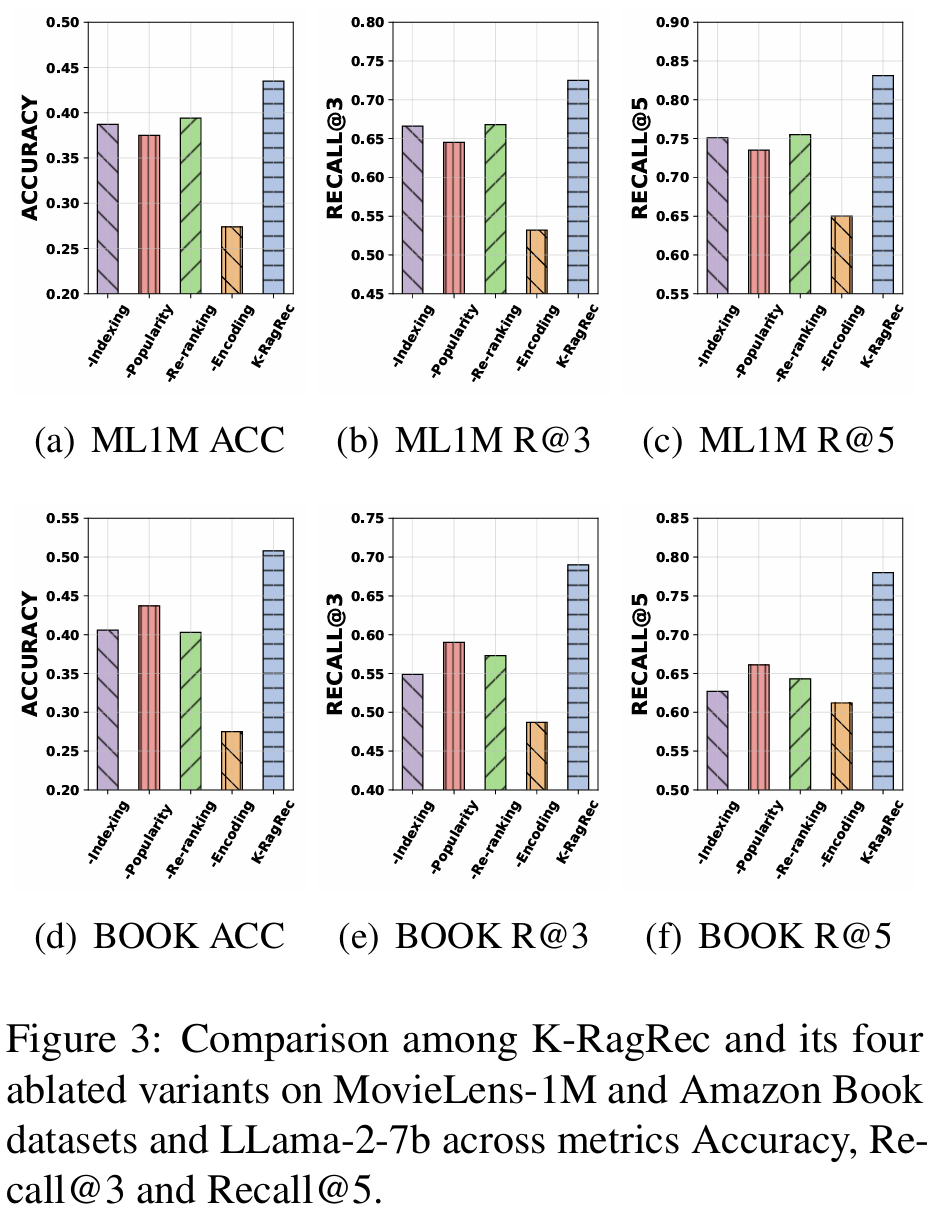 0.50
0.45
0.40
0.35
0.30
0.25
0.20
ACCURACY
-Indexing
-Popularity
-Re-ranking
-Encoding
K-RagRec
(a) ML1M ACC
0.80
0.75
0.70
0.65
0.60
0.55
0.50
0.45
RECALL@3
-Indexing
-Popularity
-Re-ranking
-Encoding
K-RagRec
(b) ML1M R@3
0.90
0.85
0.80
0.75
0.70
0.65
0.60
0.55
RECALL@5
-Indexing
-Popularity
-Re-ranking
-Encoding
K-RagRec
(c) ML1M R@5
0.55
0.50
0.45
0.40
0.35
0.30
0.25
0.20
ACCURACY
-Indexing
-Popularity
-Re-ranking
-Encoding
K-RagRec
(d) BOOK ACC
0.75
0.70
0.65
0.60
0.55
0.50
0.45
0.40
RECALL@3
-Indexing
-Popularity
-Re-ranking
-Encoding
K-RagRec
(e) BOOK R@3
0.85
0.80
0.75
0.70
0.65
0.60
0.55
0.50
RECALL@5
-Indexing
-Popularity
-Re-ranking
-Encoding
K-RagRec
(f) BOOK R@5
Figure 3: Comparison among K-RagRec and its four
ablated variants on MovieLens-1M and Amazon Book
datasets and LLama-2-7b across metrics Accuracy, Re-
call@3 and Recall@5.